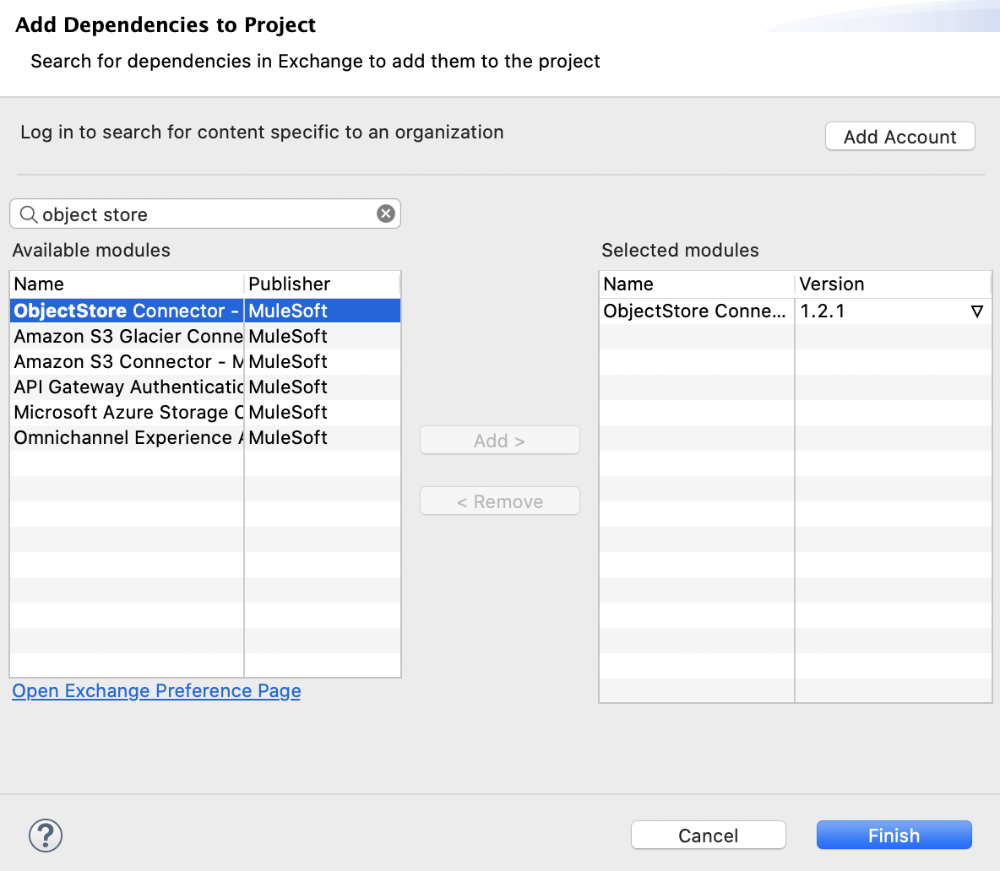 Add Dependencies to Project
Search for dependencies in Exchange to add them to the project
Log in to search for content specific to an organization
Add Account
object store
Available modules
Name Publisher
ObjectStore Connector - MuleSoft
Amazon S3 Glacier Conne MuleSoft
Amazon S3 Connector - M MuleSoft
API Gateway Authenticatic MuleSoft
Microsoft Azure Storage C MuleSoft
Omnichannel Experience A MuleSoft
Open Exchange Preference Page
Add >
< Remove
Selected modules
Name Version
ObjectStore Conne... 1.2.1
?
Cancel
Finish